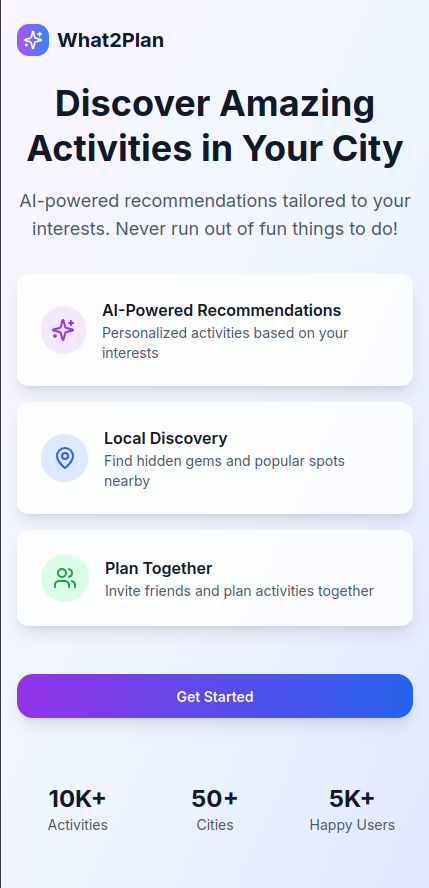 What2Plan
Discover Amazing
Activities in Your City
AI-powered recommendations tailored to your
interests. Never run out of fun things to do!
AI-Powered Recommendations
Personalized activities based on your
interests
Local Discovery
Find hidden gems and popular spots
nearby
Plan Together
Invite friends and plan activities together
Get Started
10K+ 50+ 5K+
Activities Cities Happy Users